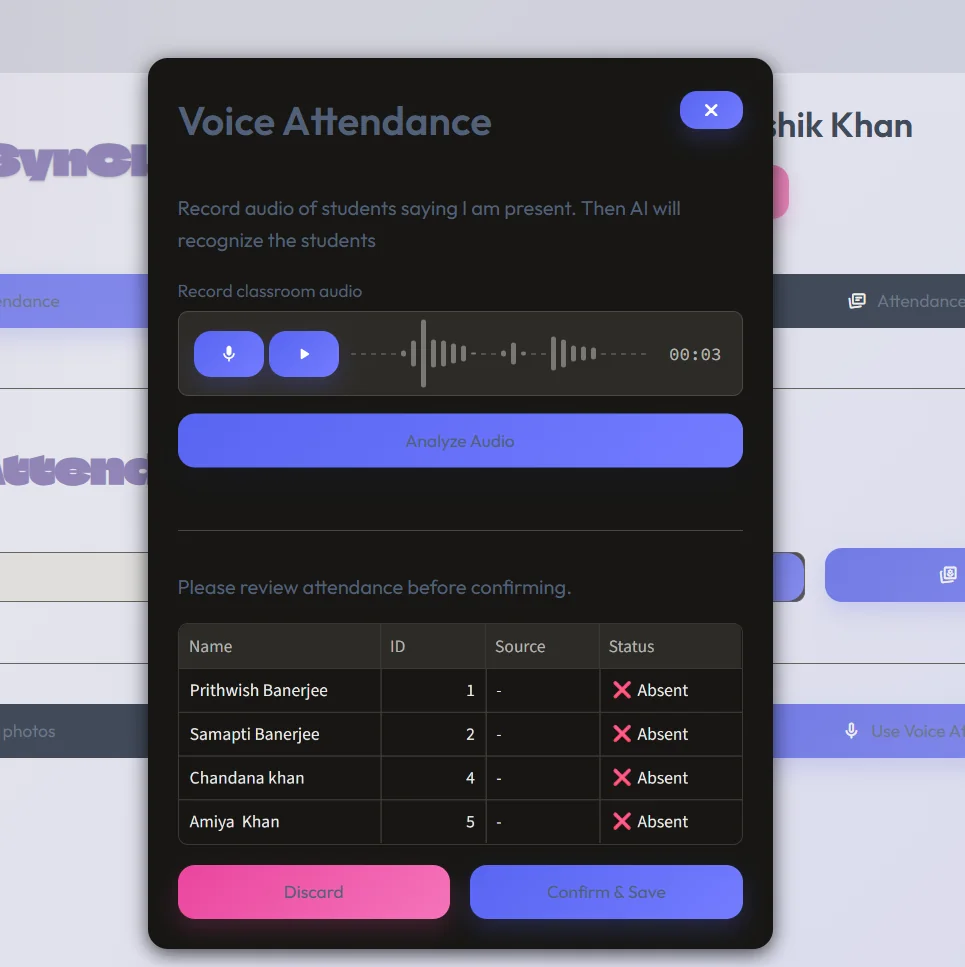 Voice Attendance
shik Khan
SynCl
Record audio of students saying I am present. Then AI will
recognize the students
Record classroom audio
endance
Attendance
00:03
Analyze Audio
Attend
Please review attendance before confirming.
Name ID Source Status
Prithwish Banerjee 1 - ❌ Absent
Samapti Banerjee 2 - ❌ Absent
photos
Use Voice At
Chandana khan 4 - ❌ Absent
Amiya Khan 5 - ❌ Absent
Discard
Confirm & Save